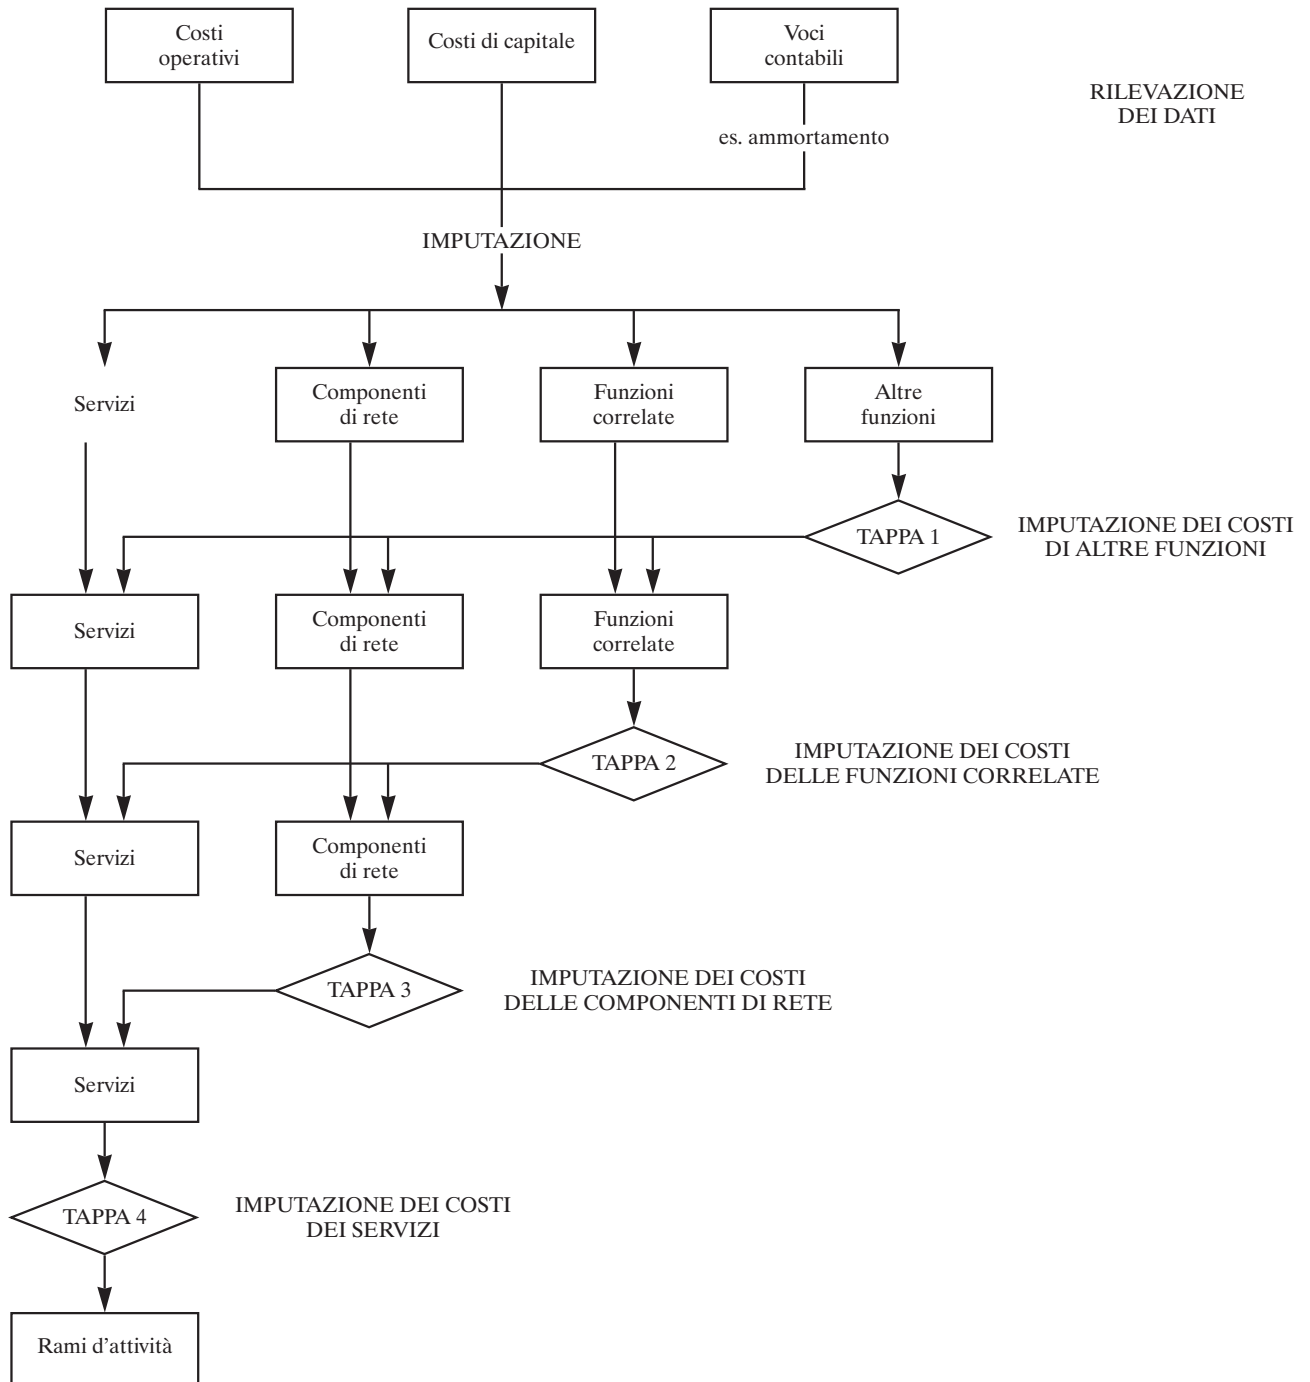 Costi
operativi
Costi di capitale
Voci
contabili
RILEVAZIONE
DEI DATI
es. ammortamento
IMPUTAZIONE
Servizi
Componenti
di rete
Funzioni
correlate
Altre
funzioni
TAPPA 1
IMPUTAZIONE DEI COSTI
DI ALTRE FUNZIONI
Servizi
Componenti
di rete
Funzioni
correlate
TAPPA 2
IMPUTAZIONE DEI COSTI
DELLE FUNZIONI CORRELATE
Servizi
Componenti
di rete
TAPPA 3
IMPUTAZIONE DEI COSTI
DELLE COMPONENTI DI RETE
Servizi
TAPPA 4
IMPUTAZIONE DEI COSTI
DEI SERVIZI
Rami d'attività